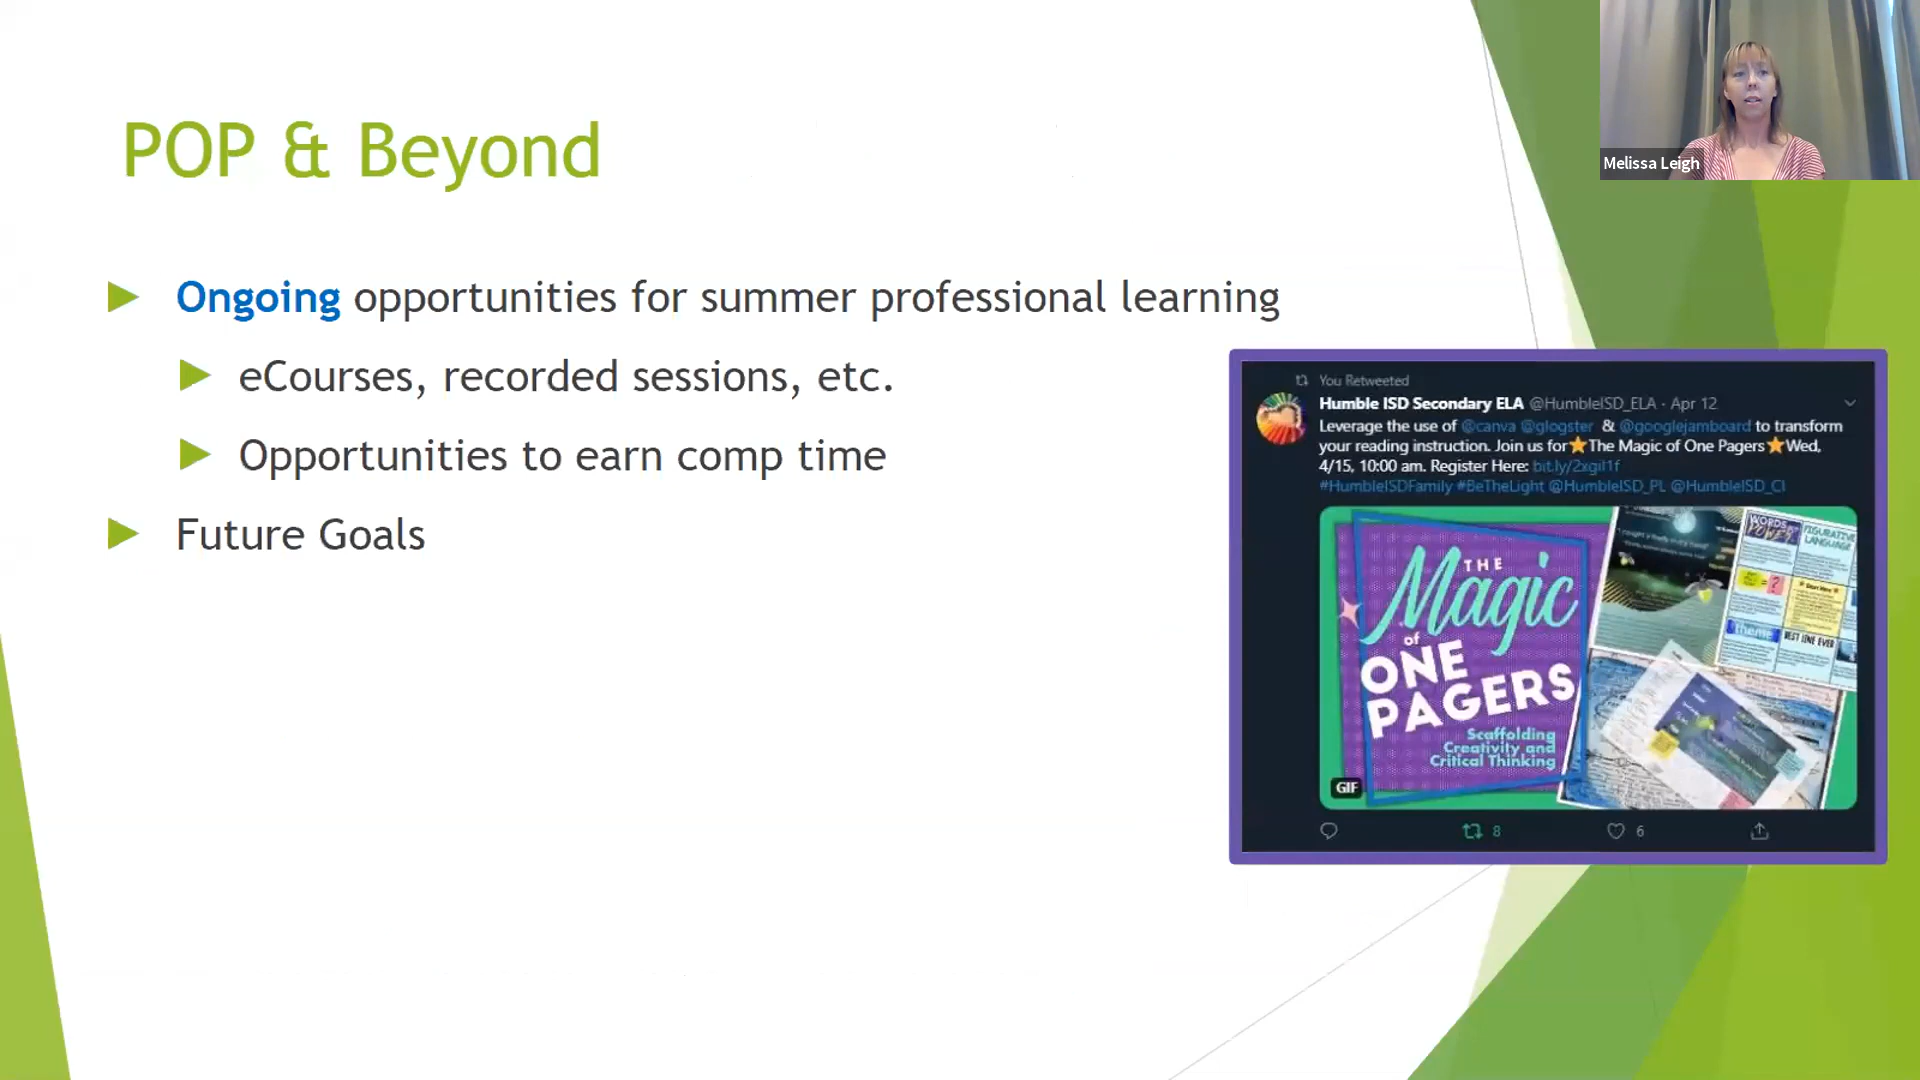 POP & Beyond
Melissa Leigh
Ongoing opportunities for summer professional learning
eCourses, recorded sessions, etc.
Opportunities to earn comp time
Future Goals
You Retweeted
Humble ISD Secondary ELA @HumbleISD_ELA · Apr 12
Leverage the use of @canva @glogster & @googlejamboard to transform
your reading instruction. Join us for⭐The Magic of One Pagers⭐Wed,
4/15, 10:00 am. Register Here: bit.ly/2xgiI1f
#HumbleISDFamily #BeTheLight @HumbleISD_PL @HumbleISD_CI
THE
Magic
of
ONE
PAGERS
Scaffolding
Creativity and
Critical Thinking
WORDS
POWER
FIGURATIVE
LANGUAGE
Theme
BEST LINE EVER
GIF
8
6